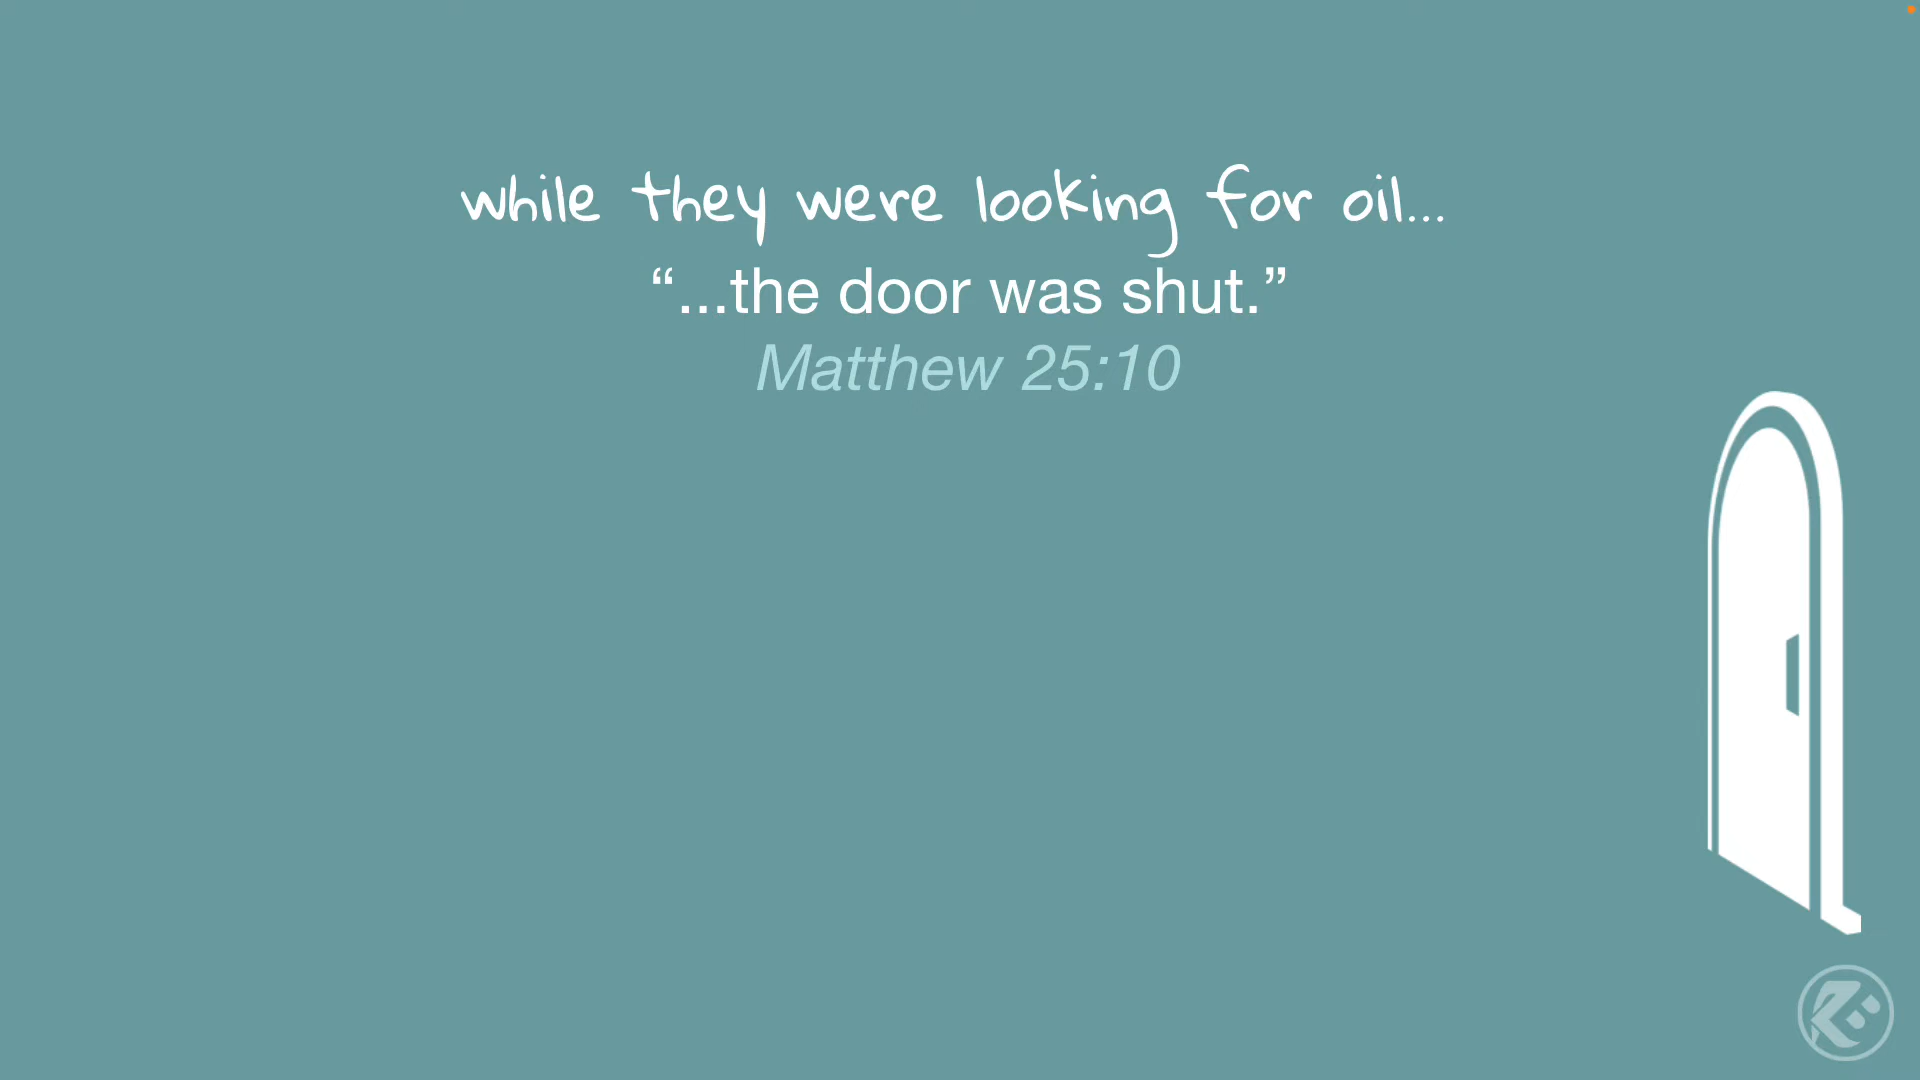 while they were looking for oil...
“...the door was shut.”
Matthew 25:10